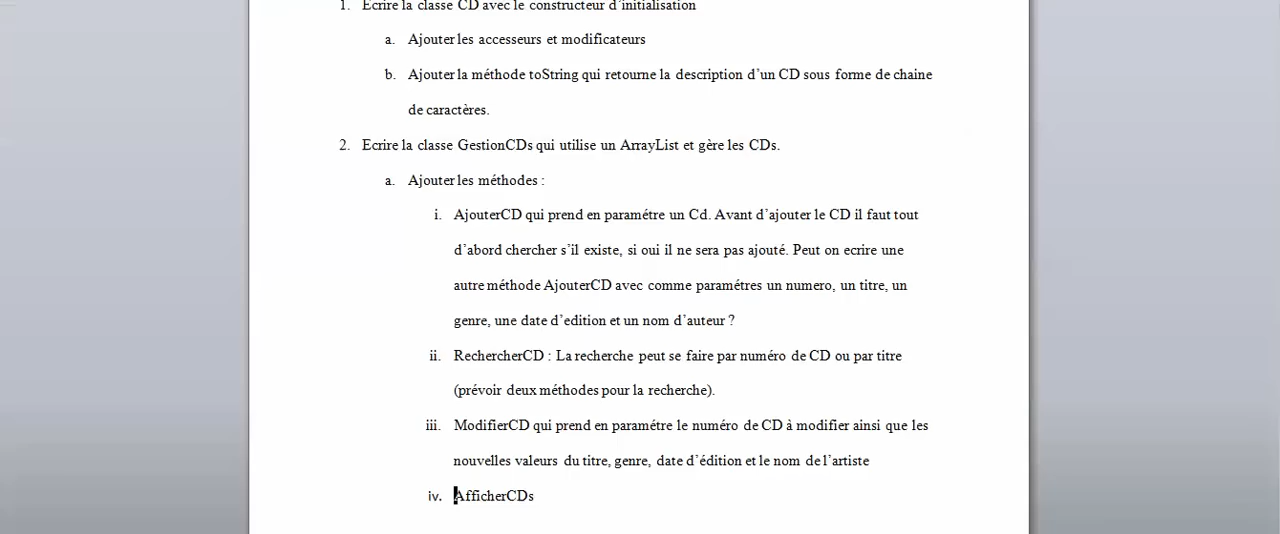 1. Ecrire la classe CD avec le constructeur d'initialisation
a. Ajouter les accesseurs et modificateurs
b. Ajouter la méthode toString qui retourne la description d'un CD sous forme de chaine
de caractères.
2. Ecrire la classe GestionCDs qui utilise un ArrayList et gère les CDs.
a. Ajouter les méthodes :
i. AjouterCD qui prend en paramétre un Cd. Avant d'ajouter le CD il faut tout
d'abord chercher s'il existe, si oui il ne sera pas ajouté. Peut on ecrire une
autre méthode AjouterCD avec comme paramétres un numero, un titre, un
genre, une date d'edition et un nom d'auteur ?
ii. RechercherCD : La recherche peut se faire par numéro de CD ou par titre
(prévoir deux méthodes pour la recherche).
iii. ModifierCD qui prend en paramétre le numéro de CD à modifier ainsi que les
nouvelles valeurs du titre, genre, date d'édition et le nom de l'artiste
iv. AfficherCDs